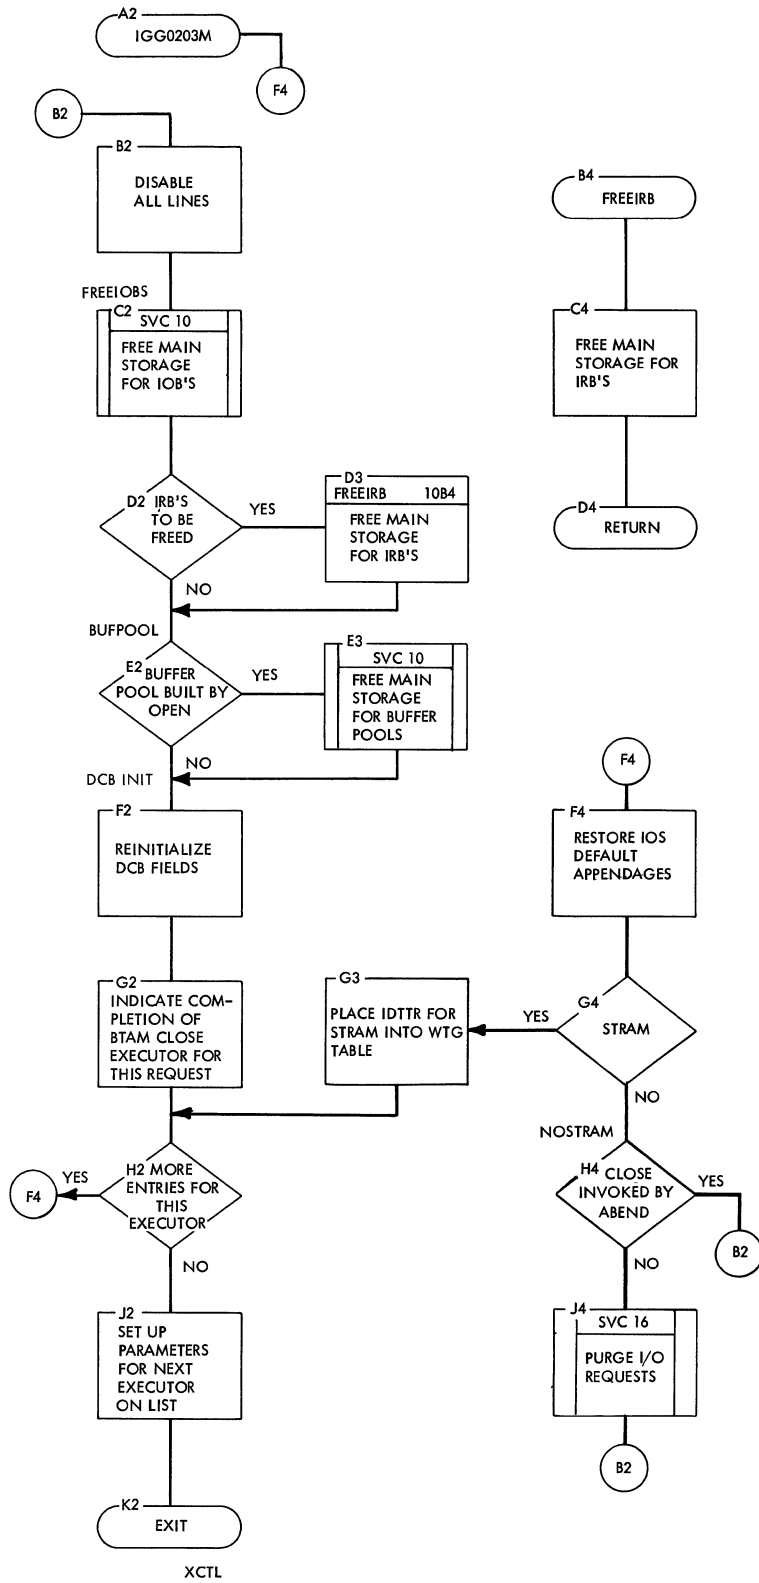 A2
IGG0203M
F4
B2
B2
DISABLE
ALL LINES
FREEIOBS
C2
SVC 10
FREE MAIN
STORAGE
FOR IOB'S
D2 IRB'S
TO BE
FREED
YES
NO
D3
FREEIRB 10B4
FREE MAIN
STORAGE
FOR IRB'S
BUFPOOL
E2 BUFFER
POOL BUILT BY
OPEN
YES
NO
E3
SVC 10
FREE MAIN
STORAGE
FOR BUFFER
POOLS
DCB INIT
F2
REINITIALIZE
DCB FIELDS
G2
INDICATE COM-
PLETION OF
BTAM CLOSE
EXECUTOR FOR
THIS REQUEST
G3
PLACE IDTTR FOR
STRAM INTO WTG
TABLE
H2 MORE
ENTRIES FOR
THIS
EXECUTOR
YES
F4
NO
J2
SET UP
PARAMETERS
FOR NEXT
EXECUTOR
ON LIST
K2
EXIT
XCTL
B4
FREEIRB
C4
FREE MAIN
STORAGE FOR
IRB'S
D4
RETURN
F4
F4
RESTORE IOS
DEFAULT
APPENDAGES
G4
STRAM
YES
NO
NOSTRAM
H4 CLOSE
INVOKED BY
ABEND
YES
B2
NO
J4
SVC 16
PURGE I/O
REQUESTS
B2